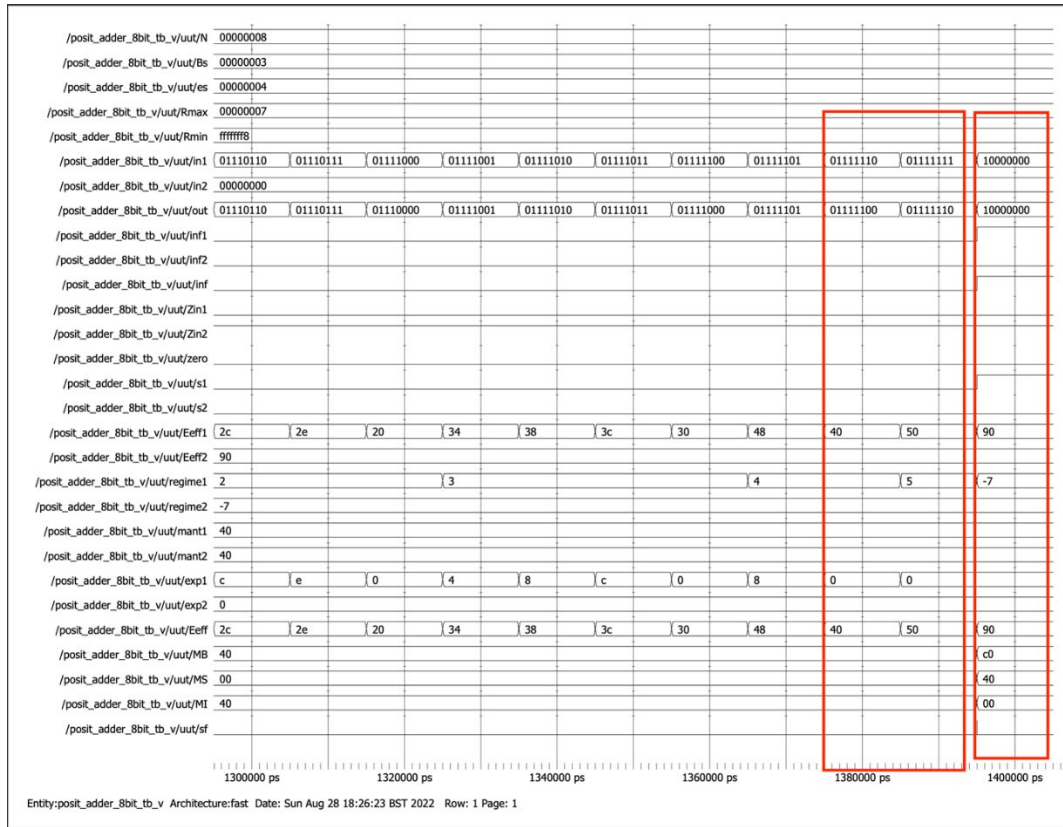 /posit_adder_8bit_tb_v/uut/N 00000008
/posit_adder_8bit_tb_v/uut/Bs 00000003
/posit_adder_8bit_tb_v/uut/es 00000004
/posit_adder_8bit_tb_v/uut/Rmax 00000007
/posit_adder_8bit_tb_v/uut/Rmin fffffff8
/posit_adder_8bit_tb_v/uut/in1 01110110 01110111 01111000 01111001 01111010 01111011 01111100 01111101 01111110 01111111 10000000
/posit_adder_8bit_tb_v/uut/in2 00000000
/posit_adder_8bit_tb_v/uut/out 01110110 01110111 01110000 01111001 01111010 01111011 01111000 01111101 01111100 01111110 10000000
/posit_adder_8bit_tb_v/uut/inf1
/posit_adder_8bit_tb_v/uut/inf2
/posit_adder_8bit_tb_v/uut/inf
/posit_adder_8bit_tb_v/uut/Zin1
/posit_adder_8bit_tb_v/uut/Zin2
/posit_adder_8bit_tb_v/uut/zero
/posit_adder_8bit_tb_v/uut/s1
/posit_adder_8bit_tb_v/uut/s2
/posit_adder_8bit_tb_v/uut/Eeff1 2c 2e 20 34 38 3c 30 48 40 50 90
/posit_adder_8bit_tb_v/uut/Eeff2 90
/posit_adder_8bit_tb_v/uut/regime1 2 3 4 5 -7
/posit_adder_8bit_tb_v/uut/regime2 -7
/posit_adder_8bit_tb_v/uut/mant1 40
/posit_adder_8bit_tb_v/uut/mant2 40
/posit_adder_8bit_tb_v/uut/exp1 c e 0 4 8 c 0 8 0 0
/posit_adder_8bit_tb_v/uut/exp2 0
/posit_adder_8bit_tb_v/uut/Eeff 2c 2e 20 34 38 3c 30 48 40 50 90
/posit_adder_8bit_tb_v/uut/MB 40 c0
/posit_adder_8bit_tb_v/uut/MS 00 40
/posit_adder_8bit_tb_v/uut/MI 40 00
/posit_adder_8bit_tb_v/uut/sf
1300000 ps 1320000 ps 1340000 ps 1360000 ps 1380000 ps 1400000 ps
Entity:posit_adder_8bit_tb_v Architecture:fast Date: Sun Aug 28 18:26:23 BST 2022 Row: 1 Page: 1